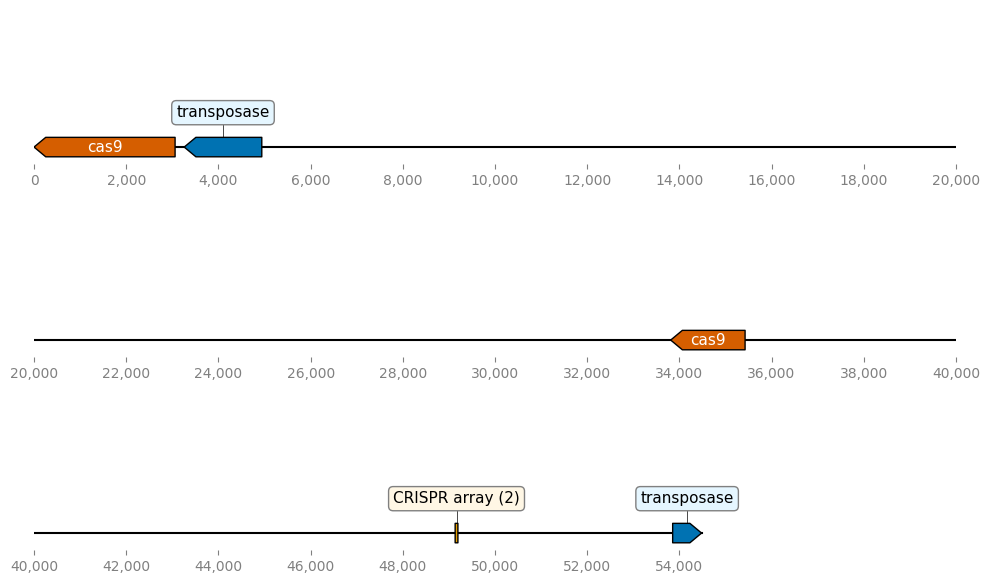 transposase
cas9
0 2,000 4,000 6,000 8,000 10,000 12,000 14,000 16,000 18,000 20,000
cas9
20,000 22,000 24,000 26,000 28,000 30,000 32,000 34,000 36,000 38,000 40,000
CRISPR array (2) transposase
40,000 42,000 44,000 46,000 48,000 50,000 52,000 54,000